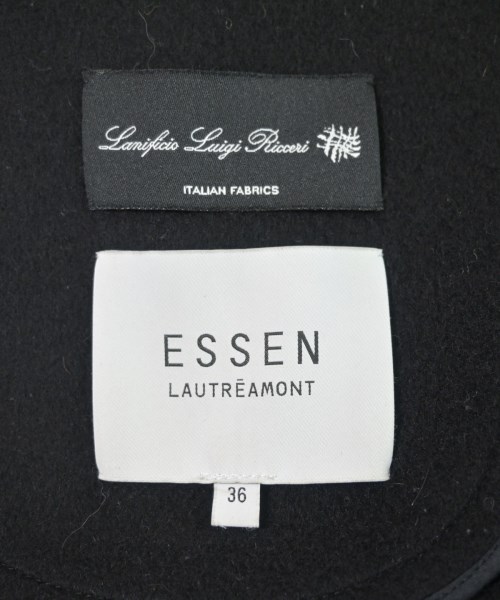 Lanificio Luigi Ricceri
ITALIAN FABRICS
ESSEN
LAUTRĒAMONT
36